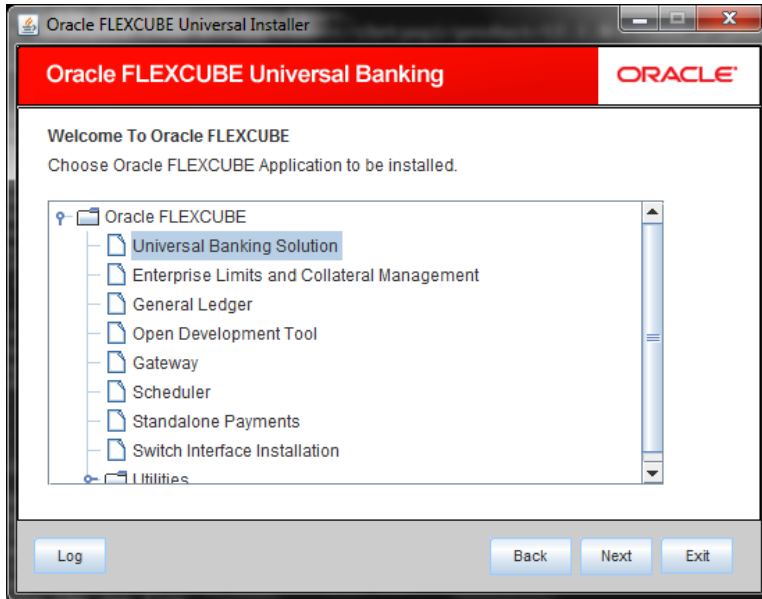 Oracle FLEXCUBE Universal Installer
Oracle FLEXCUBE Universal Banking
ORACLE®
Welcome To Oracle FLEXCUBE
Choose Oracle FLEXCUBE Application to be installed.
Oracle FLEXCUBE
Universal Banking Solution
Enterprise Limits and Collateral Management
General Ledger
Open Development Tool
Gateway
Scheduler
Standalone Payments
Switch Interface Installation
Utilities
Log
Back
Next
Exit